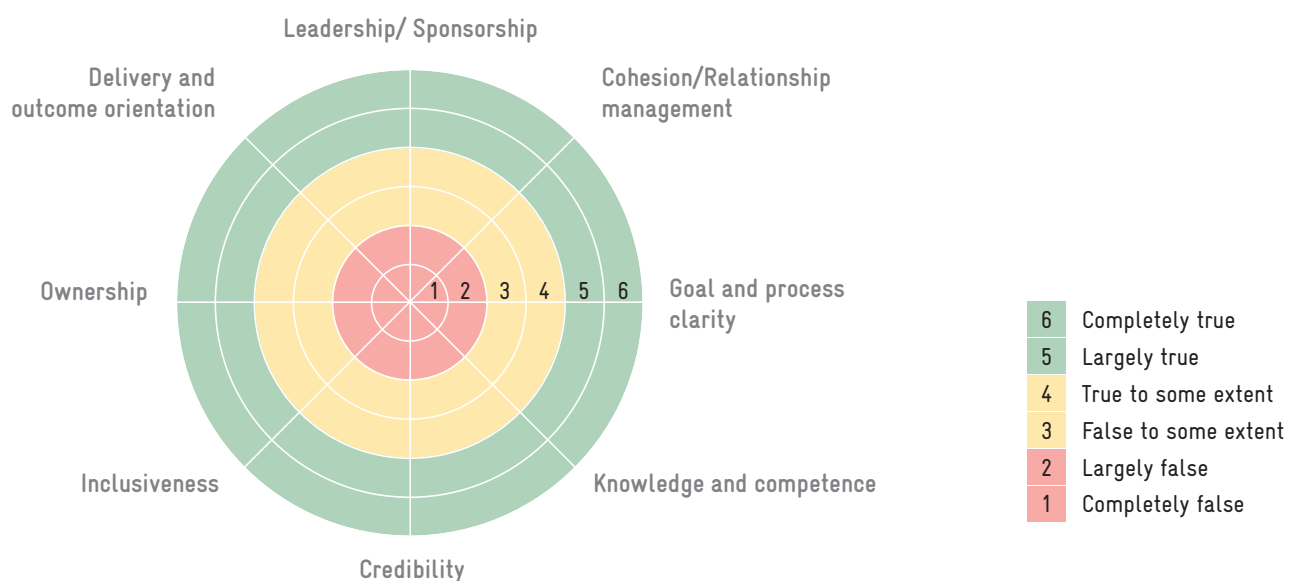 Leadership/ Sponsorship
Delivery and
outcome orientation
Cohesion/Relationship
management
Ownership
1 2 3 4 5 6
Goal and process
clarity
Inclusiveness
Knowledge and competence
Credibility
6 Completely true
5 Largely true
4 True to some extent
3 False to some extent
2 Largely false
1 Completely false